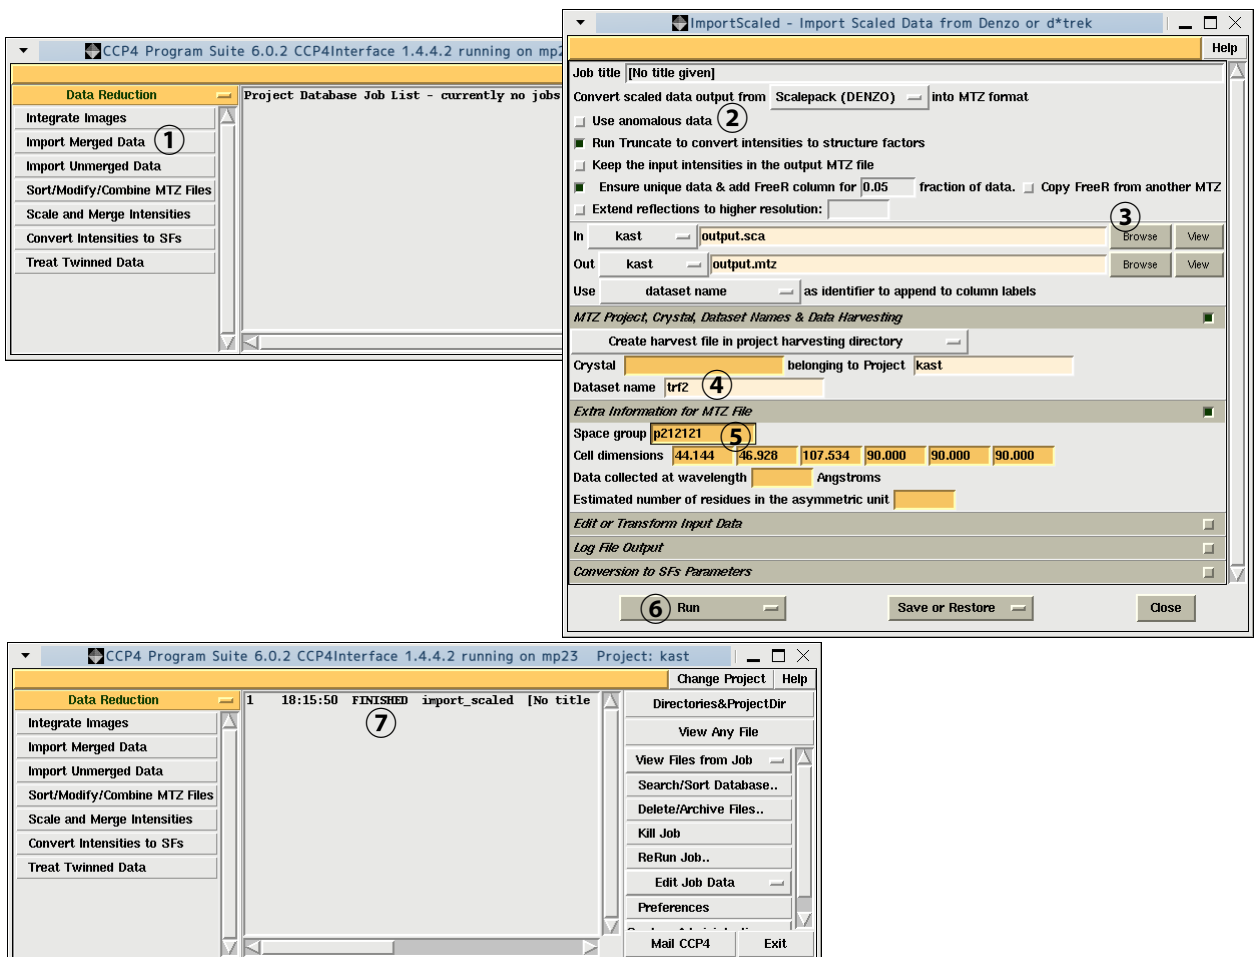 CCP4 Program Suite 6.0.2 CCP4Interface 1.4.4.2 running on mp2
Data Reduction
Project Database Job List - currently no jobs
Integrate Images
Import Merged Data ①
Import Unmerged Data
Sort/Modify/Combine MTZ Files
Scale and Merge Intensities
Convert Intensities to SFs
Treat Twinned Data
ImportScaled - Import Scaled Data from Denzo or d*trek
Help
Job title [No title given]
Convert scaled data output from Scalepack (DENZO) into MTZ format
Use anomalous data ②
Run Truncate to convert intensities to structure factors
Keep the input intensities in the output MTZ file
Ensure unique data & add FreeR column for 0.05 fraction of data. Copy FreeR from another MTZ
Extend reflections to higher resolution:
③
In kast output.sca Browse View
Out kast output.mtz Browse View
Use dataset name as identifier to append to column labels
MTZ Project, Crystal, Dataset Names & Data Harvesting
Create harvest file in project harvesting directory
Crystal belonging to Project kast
Dataset name trf2 ④
Extra Information for MTZ File
Space group p212121 ⑤
Cell dimensions 44.144 46.928 107.534 90.000 90.000 90.000
Data collected at wavelength Angstroms
Estimated number of residues in the asymmetric unit
Edit or Transform Input Data
Log File Output
Conversion to SFs Parameters
⑥ Run Save or Restore Close
CCP4 Program Suite 6.0.2 CCP4Interface 1.4.4.2 running on mp23 Project: kast
Change Project Help
Data Reduction
1 18:15:50 FINISHED import_scaled [No title
⑦
Integrate Images
Import Merged Data
Import Unmerged Data
Sort/Modify/Combine MTZ Files
Scale and Merge Intensities
Convert Intensities to SFs
Treat Twinned Data
Directories&ProjectDir
View Any File
View Files from Job
Search/Sort Database..
Delete/Archive Files..
Kill Job
ReRun Job..
Edit Job Data
Preferences
Mail CCP4 Exit